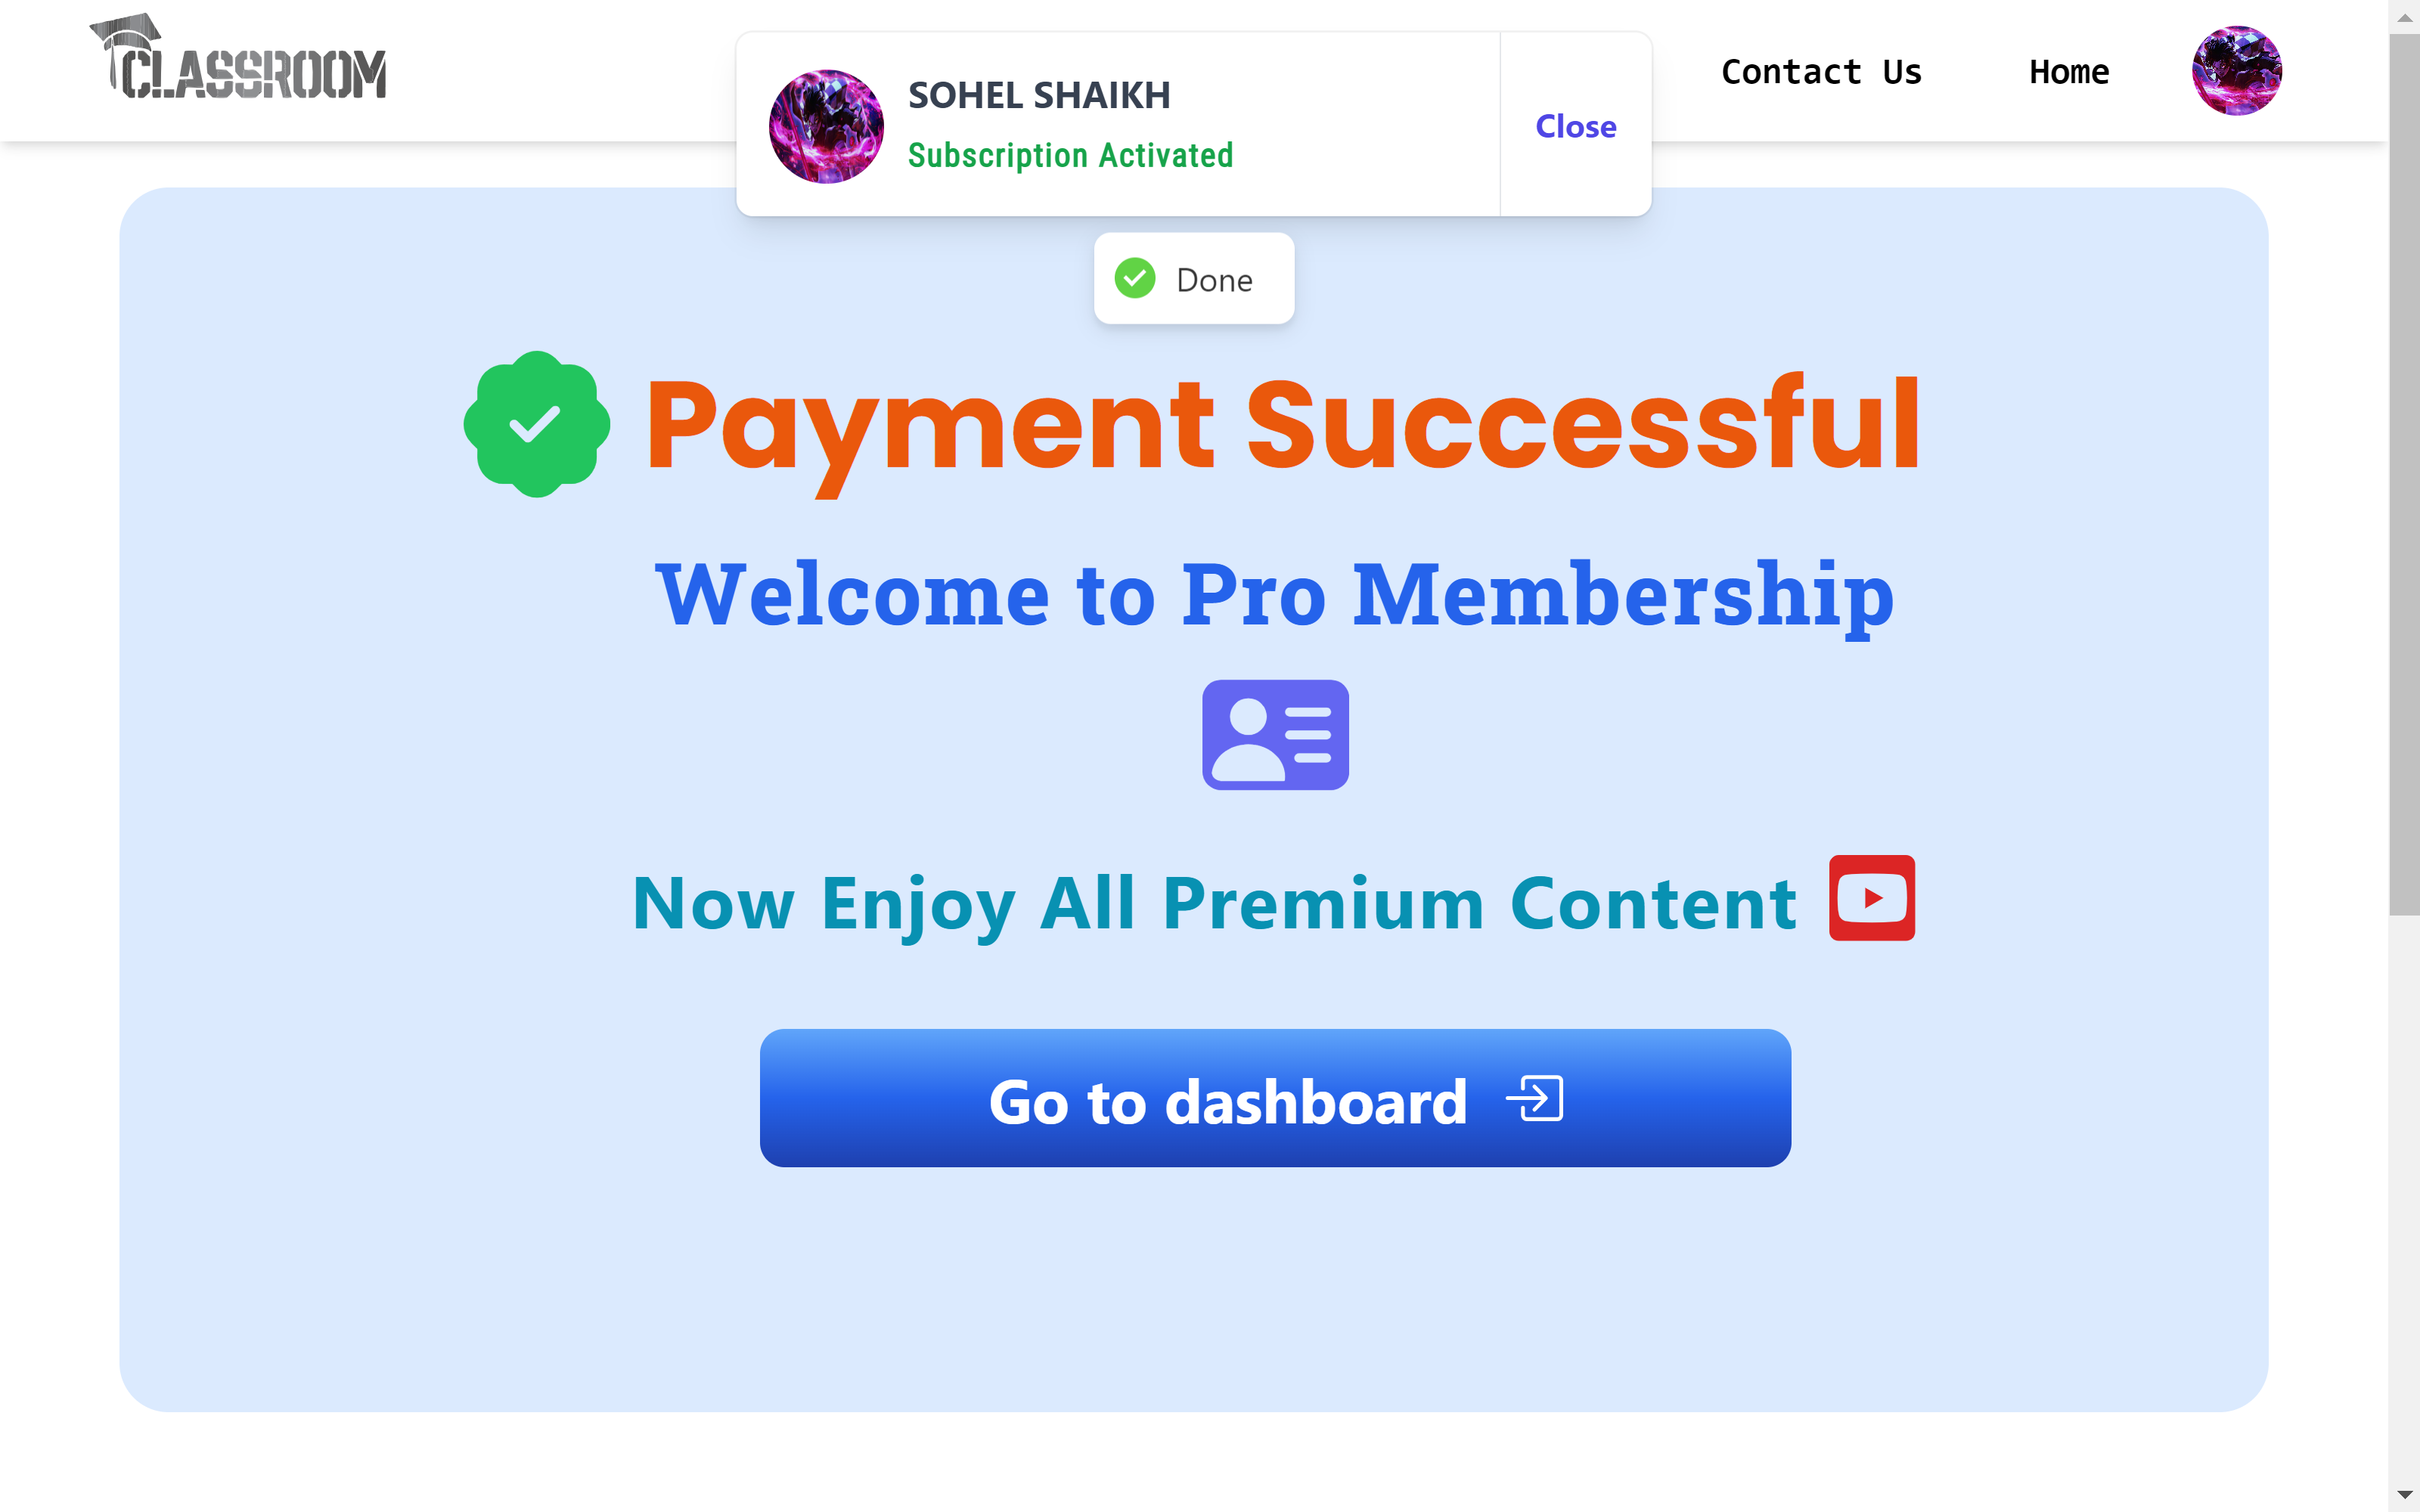 CLASSROOM
SOHEL SHAIKH
Subscription Activated
Close
Contact Us
Home
Done
Payment Successful
Welcome to Pro Membership
Now Enjoy All Premium Content
Go to dashboard